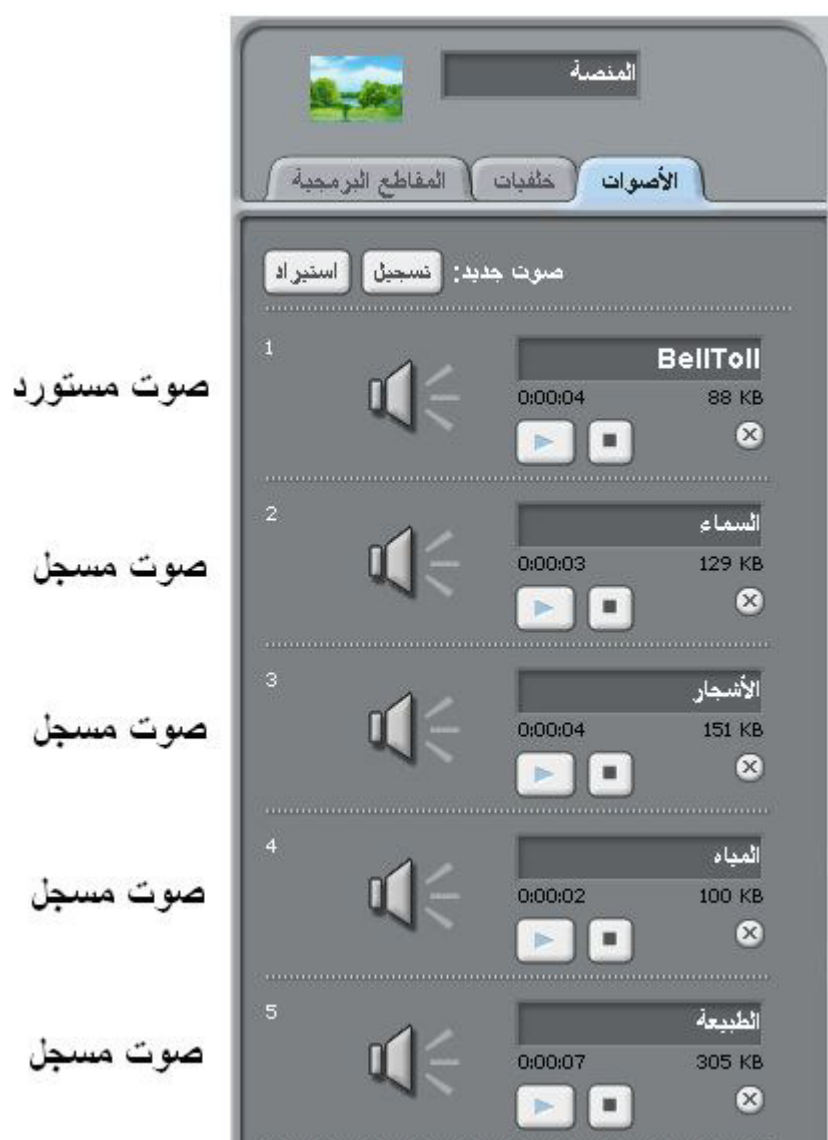 المنصة
الأصوات خلفيات المقاطع البرمجية
صوت جديد: تسجيل استيراد
1
BellToll
0:00:04 88 KB
صوت مستورد
2
السماء
0:00:03 129 KB
صوت مسجل
3
الأشجار
0:00:04 151 KB
صوت مسجل
4
المياه
0:00:02 100 KB
صوت مسجل
5
الطبيعة
0:00:07 305 KB
صوت مسجل